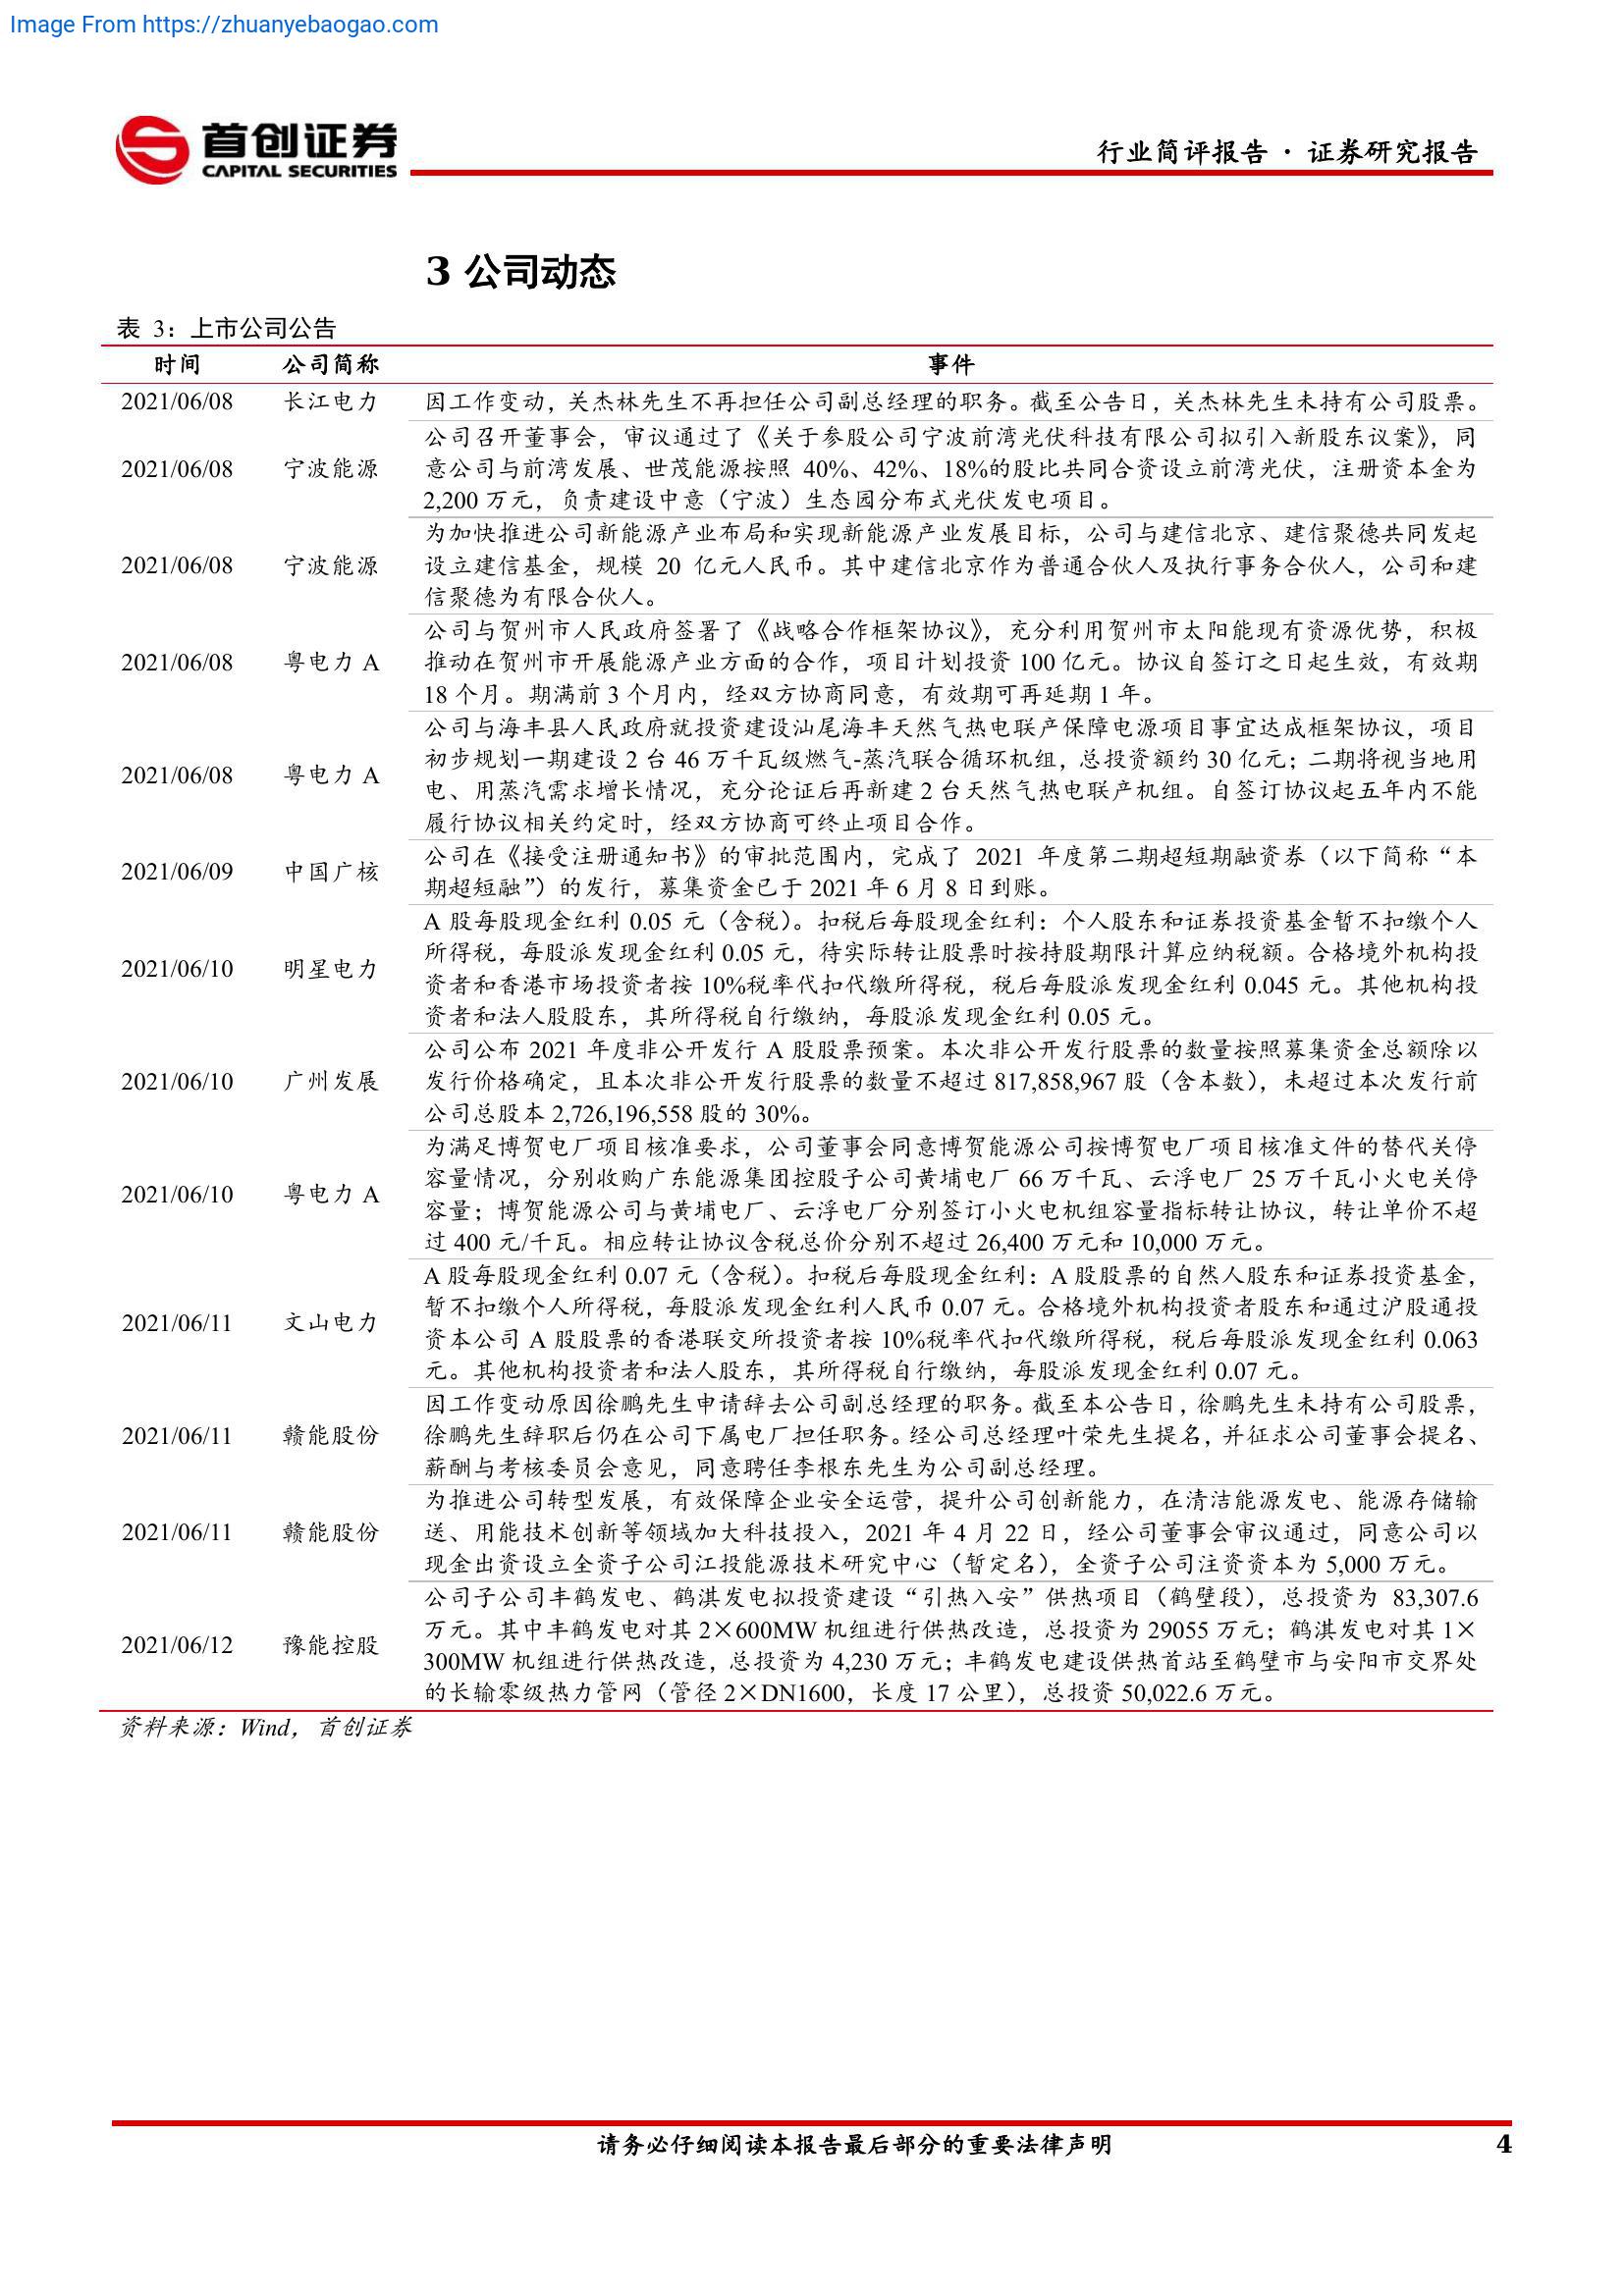 Image From https://zhuanyebaogao.com
首创证券
CAPITAL SECURITIES
行业简评报告 · 证券研究报告
3 公司动态
表 3：上市公司公告
时间 公司简称 事件
2021/06/08 长江电力 因工作变动，关杰林先生不再担任公司副总经理的职务。截至公告日，关杰林先生未持有公司股票。
公司召开董事会，审议通过了《关于参股公司宁波前湾光伏科技有限公司拟引入新股东议案》，同
2021/06/08 宁波能源 意公司与前湾发展、世茂能源按照 40%、42%、18%的股比共同合资设立前湾光伏，注册资本金为
2,200 万元，负责建设中意（宁波）生态园分布式光伏发电项目。
为加快推进公司新能源产业布局和实现新能源产业发展目标，公司与建信北京、建信聚德共同发起
2021/06/08 宁波能源 设立建信基金，规模 20 亿元人民币。其中建信北京作为普通合伙人及执行事务合伙人，公司和建
信聚德为有限合伙人。
公司与贺州市人民政府签署了《战略合作框架协议》，充分利用贺州市太阳能现有资源优势，积极
2021/06/08 粤电力 A 推动在贺州市开展能源产业方面的合作，项目计划投资 100 亿元。协议自签订之日起生效，有效期
18 个月。期满前 3 个月内，经双方协商同意，有效期可再延期 1 年。
公司与海丰县人民政府就投资建设汕尾海丰天然气热电联产保障电源项目事宜达成框架协议，项目
初步规划一期建设 2 台 46 万千瓦级燃气-蒸汽联合循环机组，总投资额约 30 亿元；二期将视当地用
2021/06/08 粤电力 A
电、用蒸汽需求增长情况，充分论证后再新建 2 台天然气热电联产机组。自签订协议起五年内不能
履行协议相关约定时，经双方协商可终止项目合作。
公司在《接受注册通知书》的审批范围内，完成了 2021 年度第二期超短期融资券（以下简称“本
2021/06/09 中国广核
期超短融”）的发行，募集资金已于 2021 年 6 月 8 日到账。
A 股每股现金红利 0.05 元（含税）。扣税后每股现金红利：个人股东和证券投资基金暂不扣缴个人
所得税，每股派发现金红利 0.05 元，待实际转让股票时按持股期限计算应纳税额。合格境外机构投
2021/06/10 明星电力
资者和香港市场投资者按 10%税率代扣代缴所得税，税后每股派发现金红利 0.045 元。其他机构投
资者和法人股股东，其所得税自行缴纳，每股派发现金红利 0.05 元。
公司公布 2021 年度非公开发行 A 股股票预案。本次非公开发行股票的数量按照募集资金总额除以
2021/06/10 广州发展 发行价格确定，且本次非公开发行股票的数量不超过 817,858,967 股（含本数），未超过本次发行前
公司总股本 2,726,196,558 股的 30%。
为满足博贺电厂项目核准要求，公司董事会同意博贺能源公司按博贺电厂项目核准文件的替代关停
容量情况，分别收购广东能源集团控股子公司黄埔电厂 66 万千瓦、云浮电厂 25 万千瓦小火电关停
2021/06/10 粤电力 A
容量；博贺能源公司与黄埔电厂、云浮电厂分别签订小火电机组容量指标转让协议，转让单价不超
过 400 元/千瓦。相应转让协议含税总价分别不超过 26,400 万元和 10,000 万元。
A 股每股现金红利 0.07 元（含税）。扣税后每股现金红利：A 股股票的自然人股东和证券投资基金，
暂不扣缴个人所得税，每股派发现金红利人民币 0.07 元。合格境外机构投资者股东和通过沪股通投
2021/06/11 文山电力
资本公司 A 股股票的香港联交所投资者按 10%税率代扣代缴所得税，税后每股派发现金红利 0.063
元。其他机构投资者和法人股东，其所得税自行缴纳，每股派发现金红利 0.07 元。
因工作变动原因徐鹏先生申请辞去公司副总经理的职务。截至本公告日，徐鹏先生未持有公司股票，
2021/06/11 赣能股份 徐鹏先生辞职后仍在公司下属电厂担任职务。经公司总经理叶荣先生提名，并征求公司董事会提名、
薪酬与考核委员会意见，同意聘任李根东先生为公司副总经理。
为推进公司转型发展，有效保障企业安全运营，提升公司创新能力，在清洁能源发电、能源存储输
2021/06/11 赣能股份 送、用能技术创新等领域加大科技投入，2021 年 4 月 22 日，经公司董事会审议通过，同意公司以
现金出资设立全资子公司江投能源技术研究中心（暂定名），全资子公司注资资本为 5,000 万元。
公司子公司丰鹤发电、鹤淇发电拟投资建设“引热入安”供热项目（鹤壁段），总投资为 83,307.6
万元。其中丰鹤发电对其 2×600MW 机组进行供热改造，总投资为 29055 万元；鹤淇发电对其 1×
2021/06/12 豫能控股
300MW 机组进行供热改造，总投资为 4,230 万元；丰鹤发电建设供热首站至鹤壁市与安阳市交界处
的长输零级热力管网（管径 2×DN1600，长度 17 公里），总投资 50,022.6 万元。
资料来源：Wind，首创证券
请务必仔细阅读本报告最后部分的重要法律声明 4